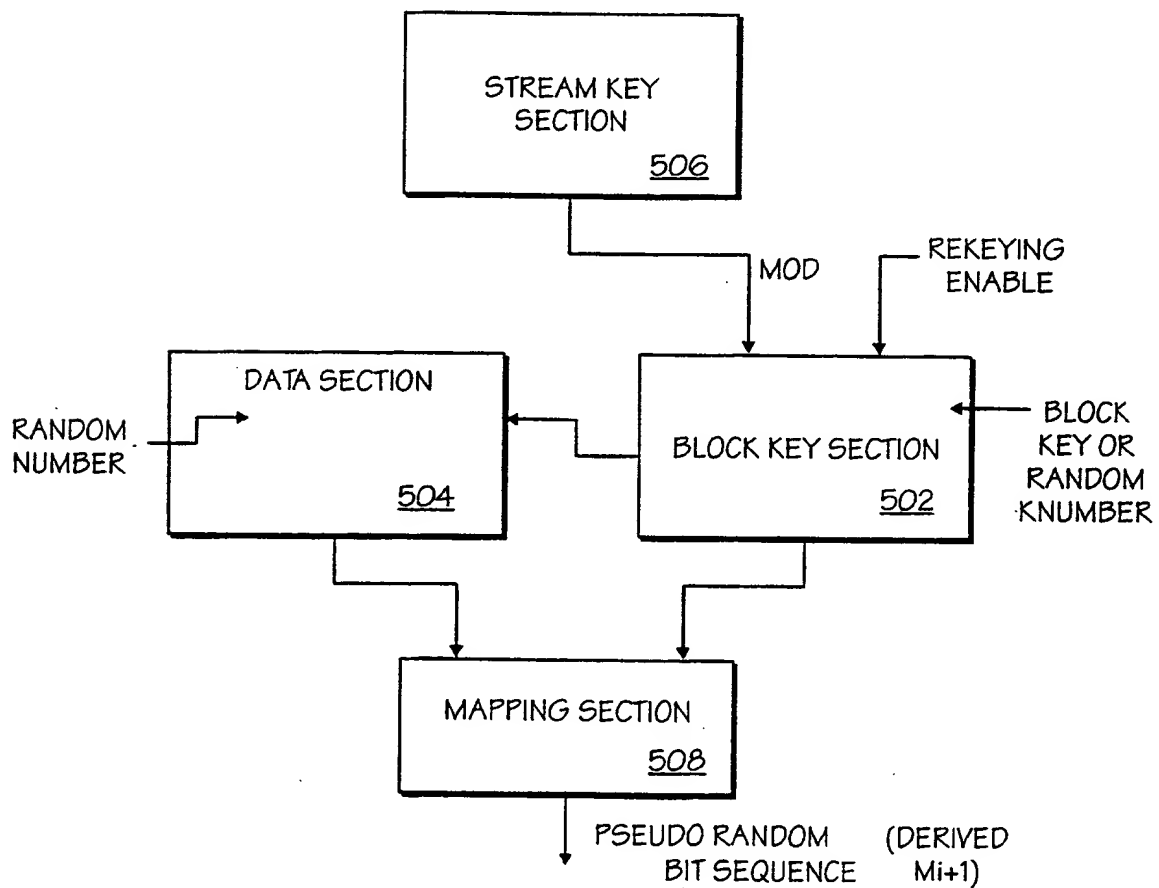 STREAM KEY
SECTION
506
MOD
REKEYING
ENABLE
DATA SECTION
504
RANDOM
NUMBER
BLOCK KEY SECTION
502
BLOCK
KEY OR
RANDOM
KNUMBER
MAPPING SECTION
508
PSEUDO RANDOM (DERIVED
BIT SEQUENCE Mi+1)